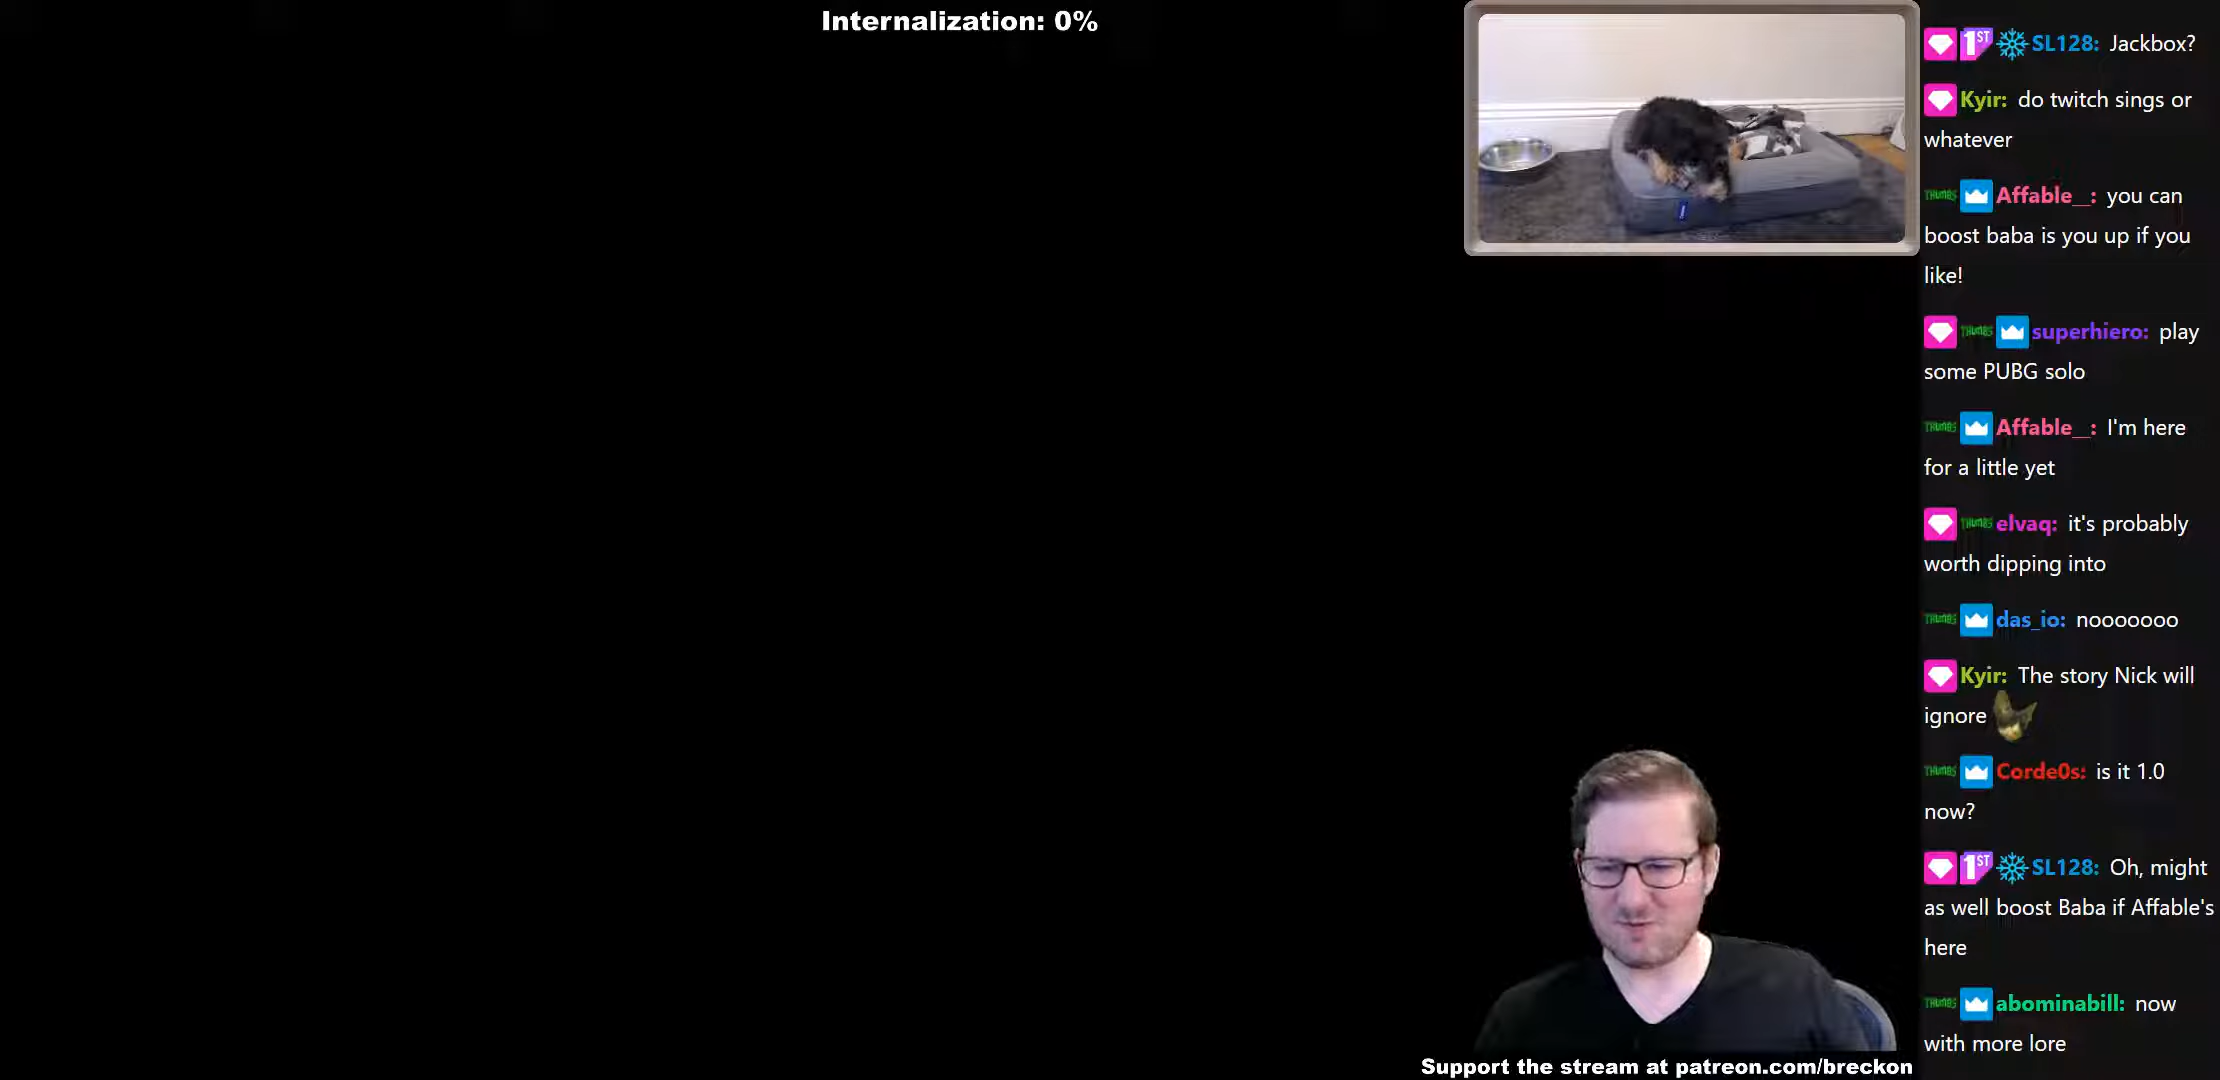 Internalization: 0%
SL128: Jackbox?
Kyir: do twitch sings or
whatever
Affable__: you can
boost baba is you up if you
like!
superhiero: play
some PUBG solo
Affable__: I'm here
for a little yet
elvaq: it's probably
worth dipping into
das_io: nooooooo
Kyir: The story Nick will
ignore
Corde0s: is it 1.0
now?
SL128: Oh, might
as well boost Baba if Affable's
here
abominabill: now
with more lore
Support the stream at patreon.com/breckon